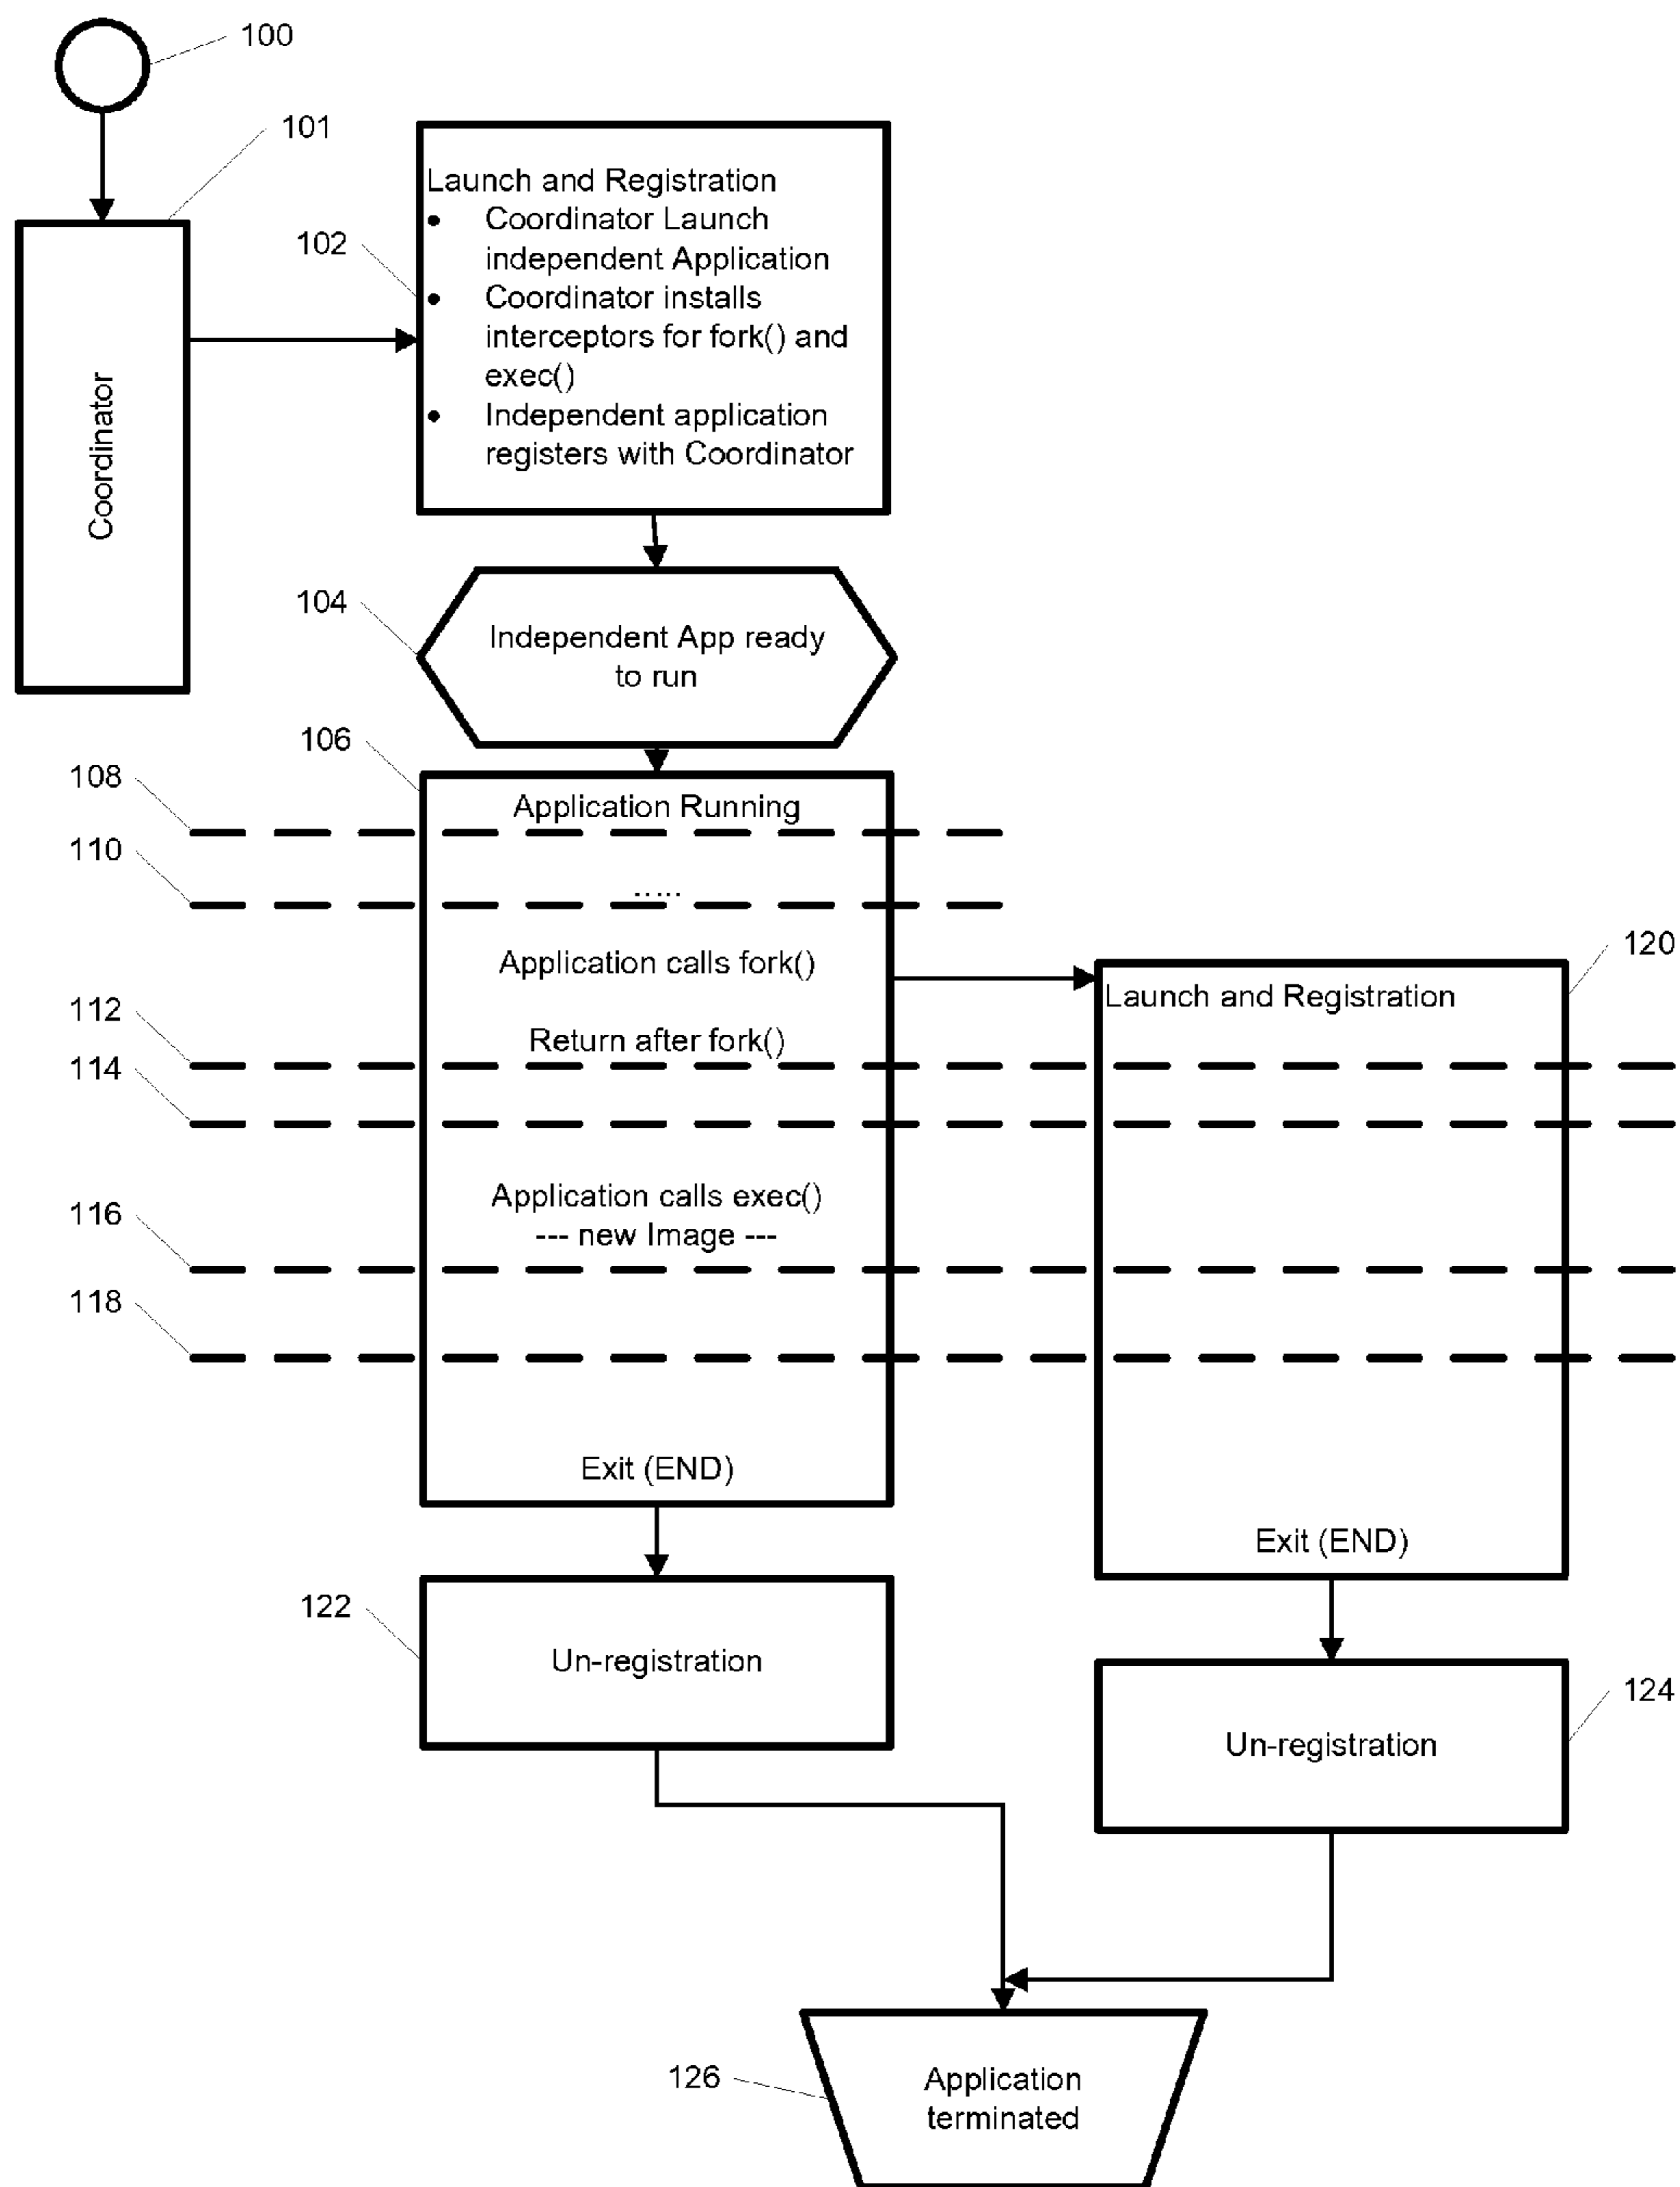 100
101
Coordinator
102
Launch and Registration
• Coordinator Launch
independent Application
• Coordinator installs
interceptors for fork() and
exec()
• Independent application
registers with Coordinator
104
Independent App ready
to run
106
Application Running
108
110
.....
Application calls fork()
120
Launch and Registration
Return after fork()
112
114
Application calls exec()
--- new Image ---
116
118
Exit (END)
Exit (END)
122
Un-registration
124
Un-registration
126
Application
terminated